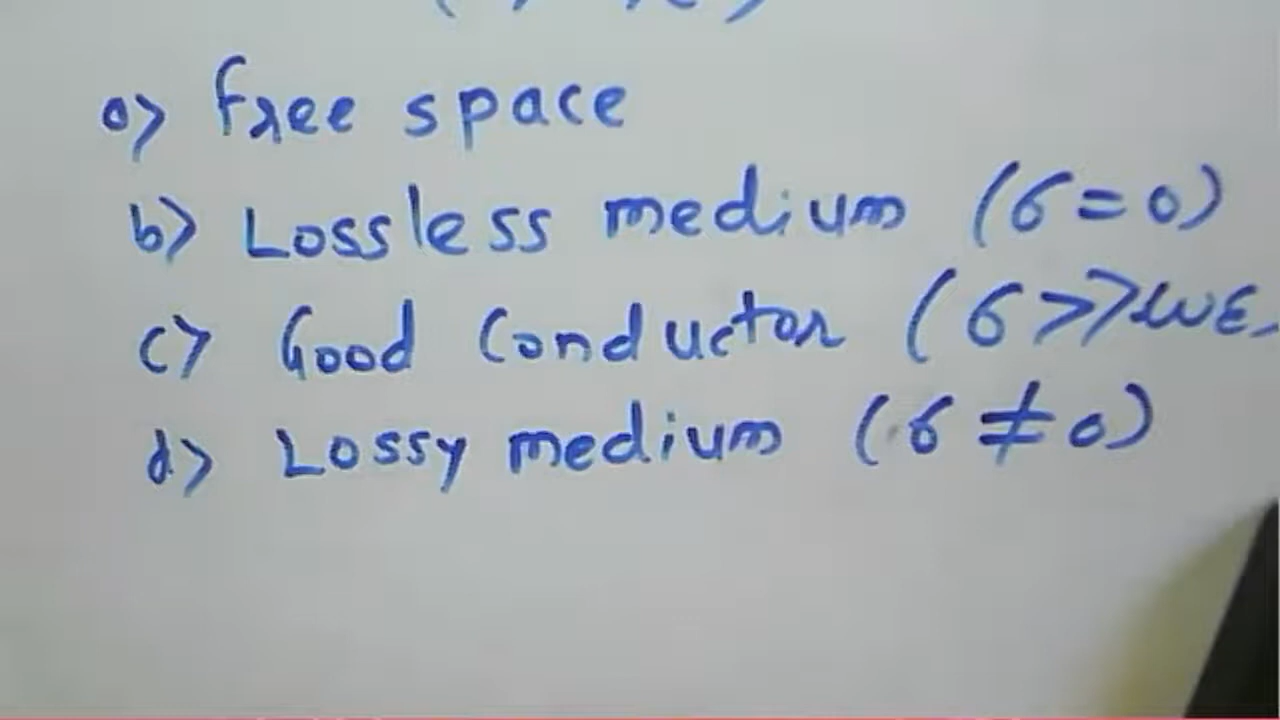 a) free space
b) Lossless medium (σ = 0)
c) Good Conductor (σ >> ωε
d) Lossy medium (σ ≠ 0)